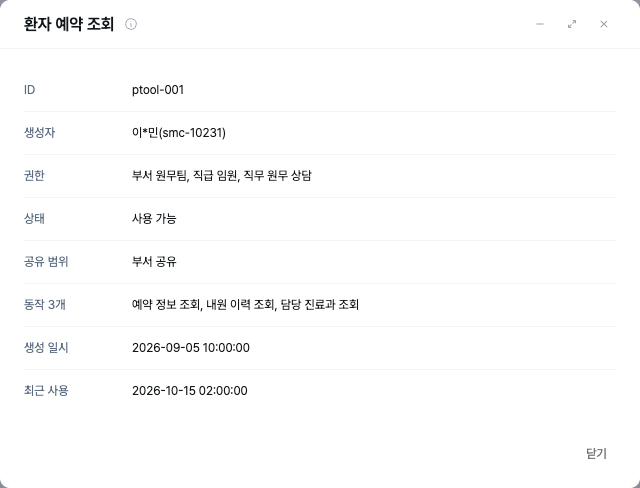 환자 예약 조회
ID ptool-001
생성자 이*민(smc-10231)
권한 부서 원무팀, 직급 임원, 직무 원무 상담
상태 사용 가능
공유 범위 부서 공유
동작 3개 예약 정보 조회, 내원 이력 조회, 담당 진료과 조회
생성 일시 2026-09-05 10:00:00
최근 사용 2026-10-15 02:00:00
닫기